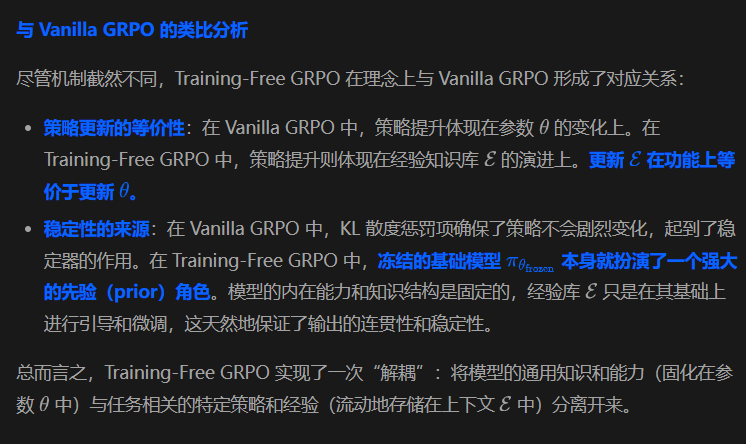 与 Vanilla GRPO 的类比分析
尽管机制截然不同，Training-Free GRPO 在理念上与 Vanilla GRPO 形成了对应关系：
• 策略更新的等价性：在 Vanilla GRPO 中，策略提升体现在参数 θ 的变化上。在
Training-Free GRPO 中，策略提升则体现在经验知识库 ℰ 的演进上。更新 ℰ 在功能上等
价于更新 θ。
• 稳定性的来源：在 Vanilla GRPO 中，KL 散度惩罚项确保了策略不会剧烈变化，起到了稳
定器的作用。在 Training-Free GRPO 中，冻结的基础模型 π_{θ_{frozen}} 本身就扮演了一个强大
的先验（prior）角色。模型的内在能力和知识结构是固定的，经验库 ℰ 只是在其基础上
进行引导和微调，这天然地保证了输出的连贯性和稳定性。
总而言之，Training-Free GRPO 实现了一次“解耦”：将模型的通用知识和能力（固化在参
数 θ 中）与任务相关的特定策略和经验（流动地存储在上下文 ℰ 中）分离开来。